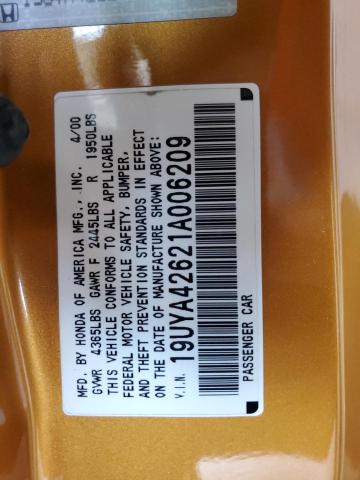 MFD. BY HONDA OF AMERICA MFG., INC. 4/00
GVWR 4365LBS GAWR F 2445LBS R 1950LBS
THIS VEHICLE CONFORMS TO ALL APPLICABLE
FEDERAL MOTOR VEHICLE SAFETY, BUMPER,
AND THEFT PREVENTION STANDARDS IN EFFECT
ON THE DATE OF MANUFACTURE SHOWN ABOVE:
19UYA42621A006209
V.I.N.
PASSENGER CAR